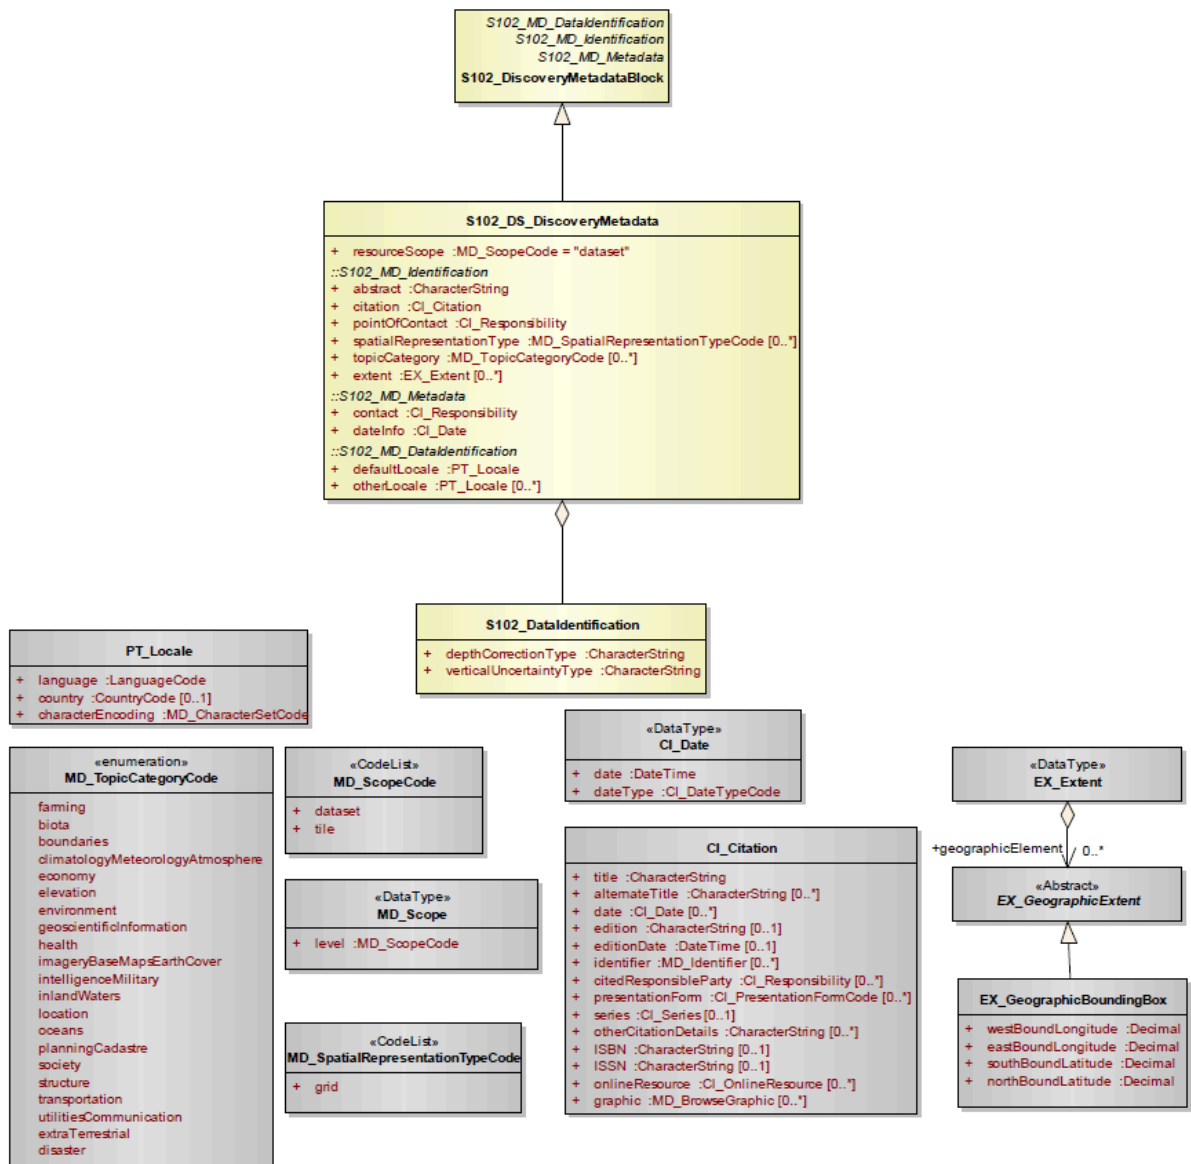 S102_MD_DataIdentification
S102_MD_Identification
S102_MD_Metadata
S102_DiscoveryMetadataBlock
S102_DS_DiscoveryMetadata
+ resourceScope :MD_ScopeCode = "dataset"
::S102_MD_Identification
+ abstract :CharacterString
+ citation :CI_Citation
+ pointOfContact :CI_Responsibility
+ spatialRepresentationType :MD_SpatialRepresentationTypeCode [0..*]
+ topicCategory :MD_TopicCategoryCode [0..*]
+ extent :EX_Extent [0..*]
::S102_MD_Metadata
+ contact :CI_Responsibility
+ dateInfo :CI_Date
::S102_MD_DataIdentification
+ defaultLocale :PT_Locale
+ otherLocale :PT_Locale [0..*]
S102_DataIdentification
+ depthCorrectionType :CharacterString
+ verticalUncertaintyType :CharacterString
PT_Locale
+ language :LanguageCode
+ country :CountryCode [0..1]
+ characterEncoding :MD_CharacterSetCode
«enumeration»
MD_TopicCategoryCode
farming
biota
boundaries
climatologyMeteorologyAtmosphere
economy
elevation
environment
geoscientificInformation
health
imageryBaseMapsEarthCover
intelligenceMilitary
inlandWaters
location
oceans
planningCadastre
society
structure
transportation
utilitiesCommunication
extraTerrestrial
disaster
«CodeList»
MD_ScopeCode
+ dataset
+ tile
«DataType»
MD_Scope
+ level :MD_ScopeCode
«CodeList»
MD_SpatialRepresentationTypeCode
+ grid
«DataType»
CI_Date
+ date :DateTime
+ dateType :CI_DateTypeCode
CI_Citation
+ title :CharacterString
+ alternateTitle :CharacterString [0..*]
+ date :CI_Date [0..*]
+ edition :CharacterString [0..1]
+ editionDate :DateTime [0..1]
+ identifier :MD_Identifier [0..*]
+ citedResponsibleParty :CI_Responsibility [0..*]
+ presentationForm :CI_PresentationFormCode [0..*]
+ series :CI_Series [0..1]
+ otherCitationDetails :CharacterString [0..*]
+ ISBN :CharacterString [0..1]
+ ISSN :CharacterString [0..1]
+ onlineResource :CI_OnlineResource [0..*]
+ graphic :MD_BrowseGraphic [0..*]
«DataType»
EX_Extent
+geographicElement 0..*
«Abstract»
EX_GeographicExtent
EX_GeographicBoundingBox
+ westBoundLongitude :Decimal
+ eastBoundLongitude :Decimal
+ southBoundLatitude :Decimal
+ northBoundLatitude :Decimal